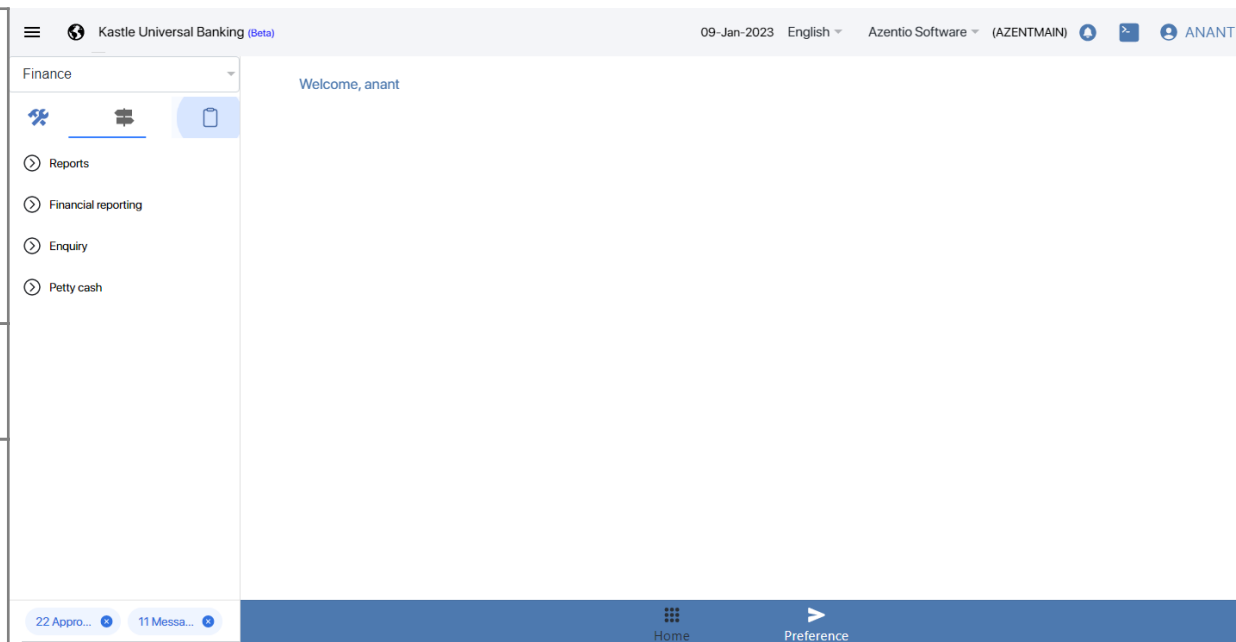 Kastle Universal Banking (Beta)
09-Jan-2023 English Azentio Software (AZENTMAIN) ANANT
Finance
Welcome, anant
Reports
Financial reporting
Enquiry
Petty cash
22 Appro... 11 Messa...
Home Preference